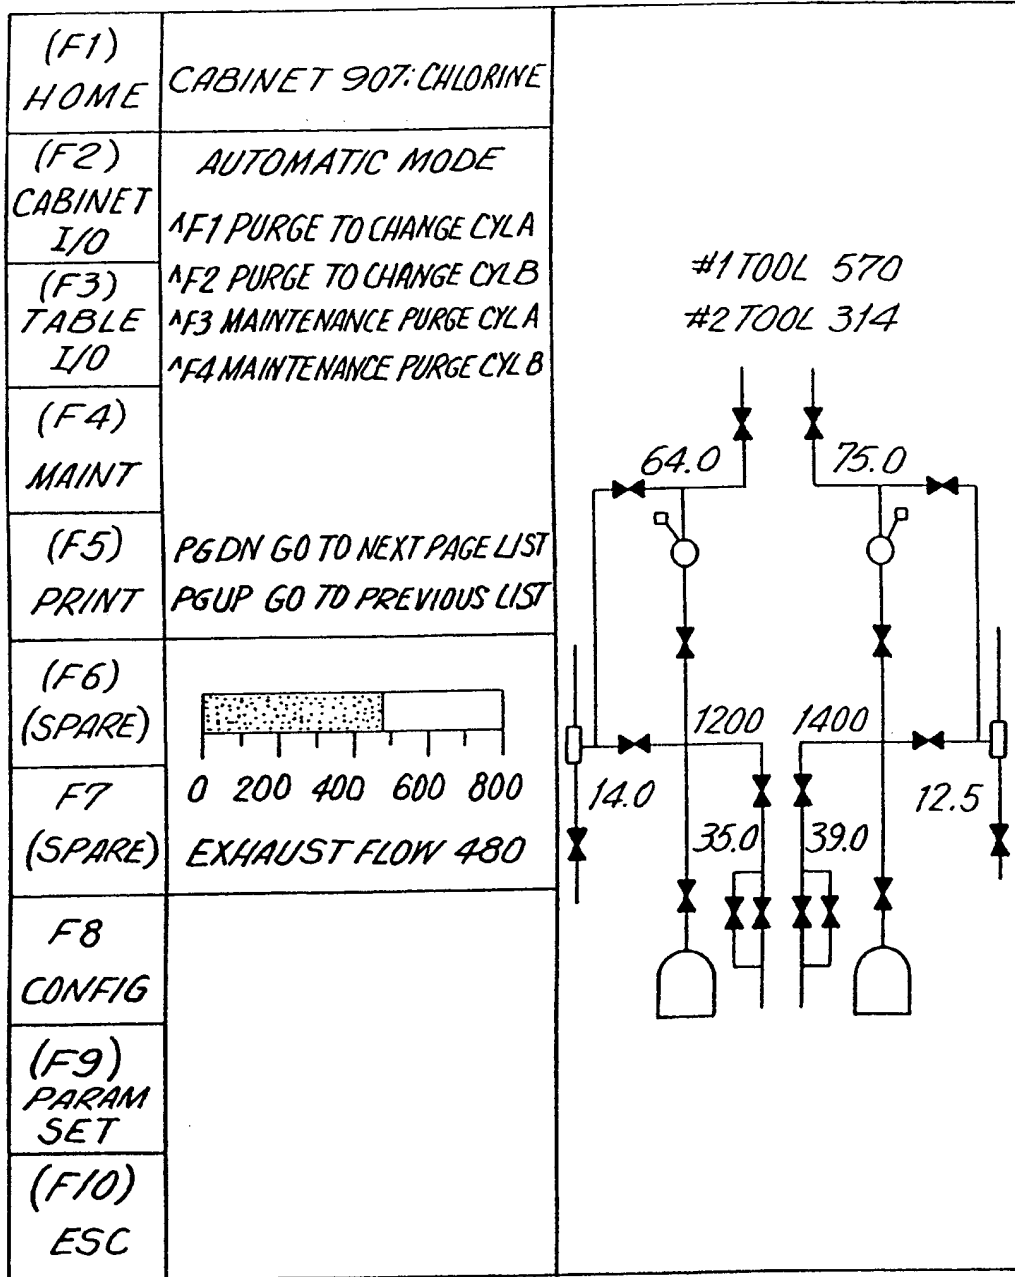 (F1)
HOME
CABINET 907: CHLORINE
(F2)
CABINET
I/O
AUTOMATIC MODE
^F1 PURGE TO CHANGE CYL A
^F2 PURGE TO CHANGE CYL B
^F3 MAINTENANCE PURGE CYL A
^F4 MAINTENANCE PURGE CYL B
(F3)
TABLE
I/O
(F4)
MAINT
(F5)
PRINT
PGDN GO TO NEXT PAGE LIST
PGUP GO TO PREVIOUS LIST
(F6)
(SPARE)
F7
(SPARE)
0 200 400 600 800
EXHAUST FLOW 480
F8
CONFIG
(F9)
PARAM
SET
(F10)
ESC
#1 TOOL 570
#2 TOOL 314
64.0 75.0
1200 1400
14.0 12.5
35.0 39.0